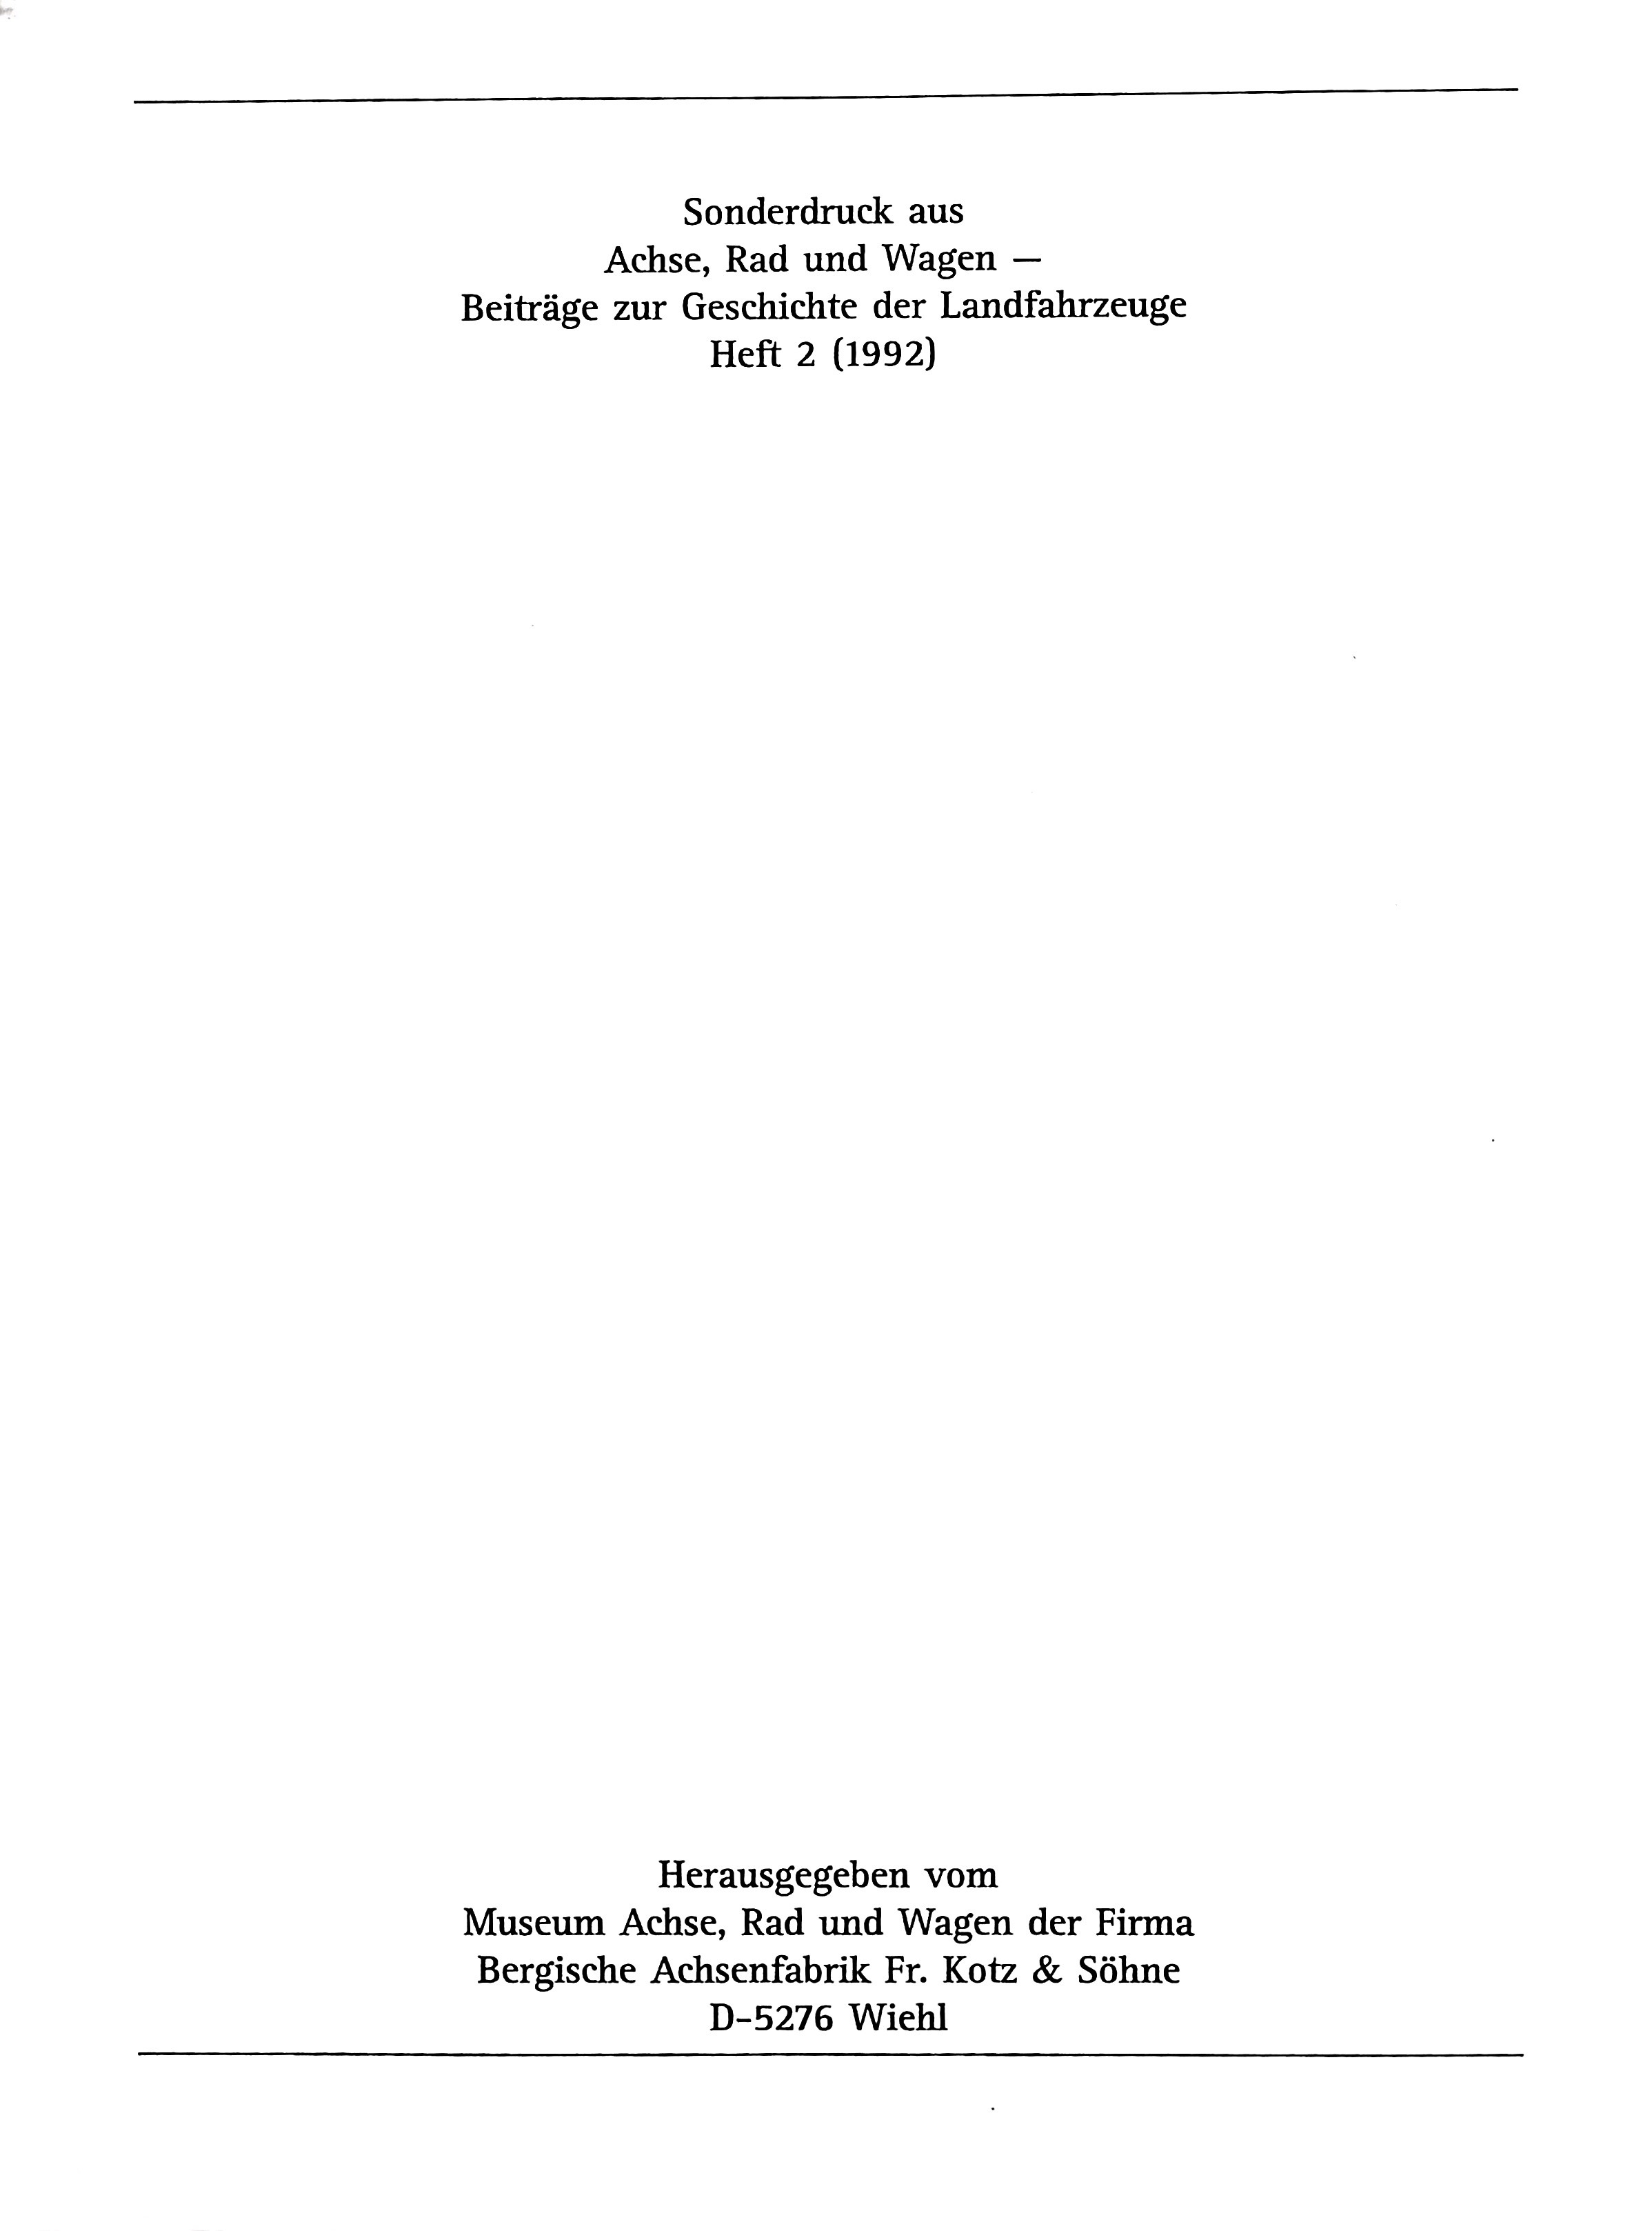 Sonderdruck aus
Achse, Rad und Wagen —
Beiträge zur Geschichte der Landfahrzeuge
Heft 2 (1992)
Herausgegeben vom
Museum Achse, Rad und Wagen der Firma
Bergische Achsenfabrik Fr. Kotz & Söhne
D-5276 Wiehl